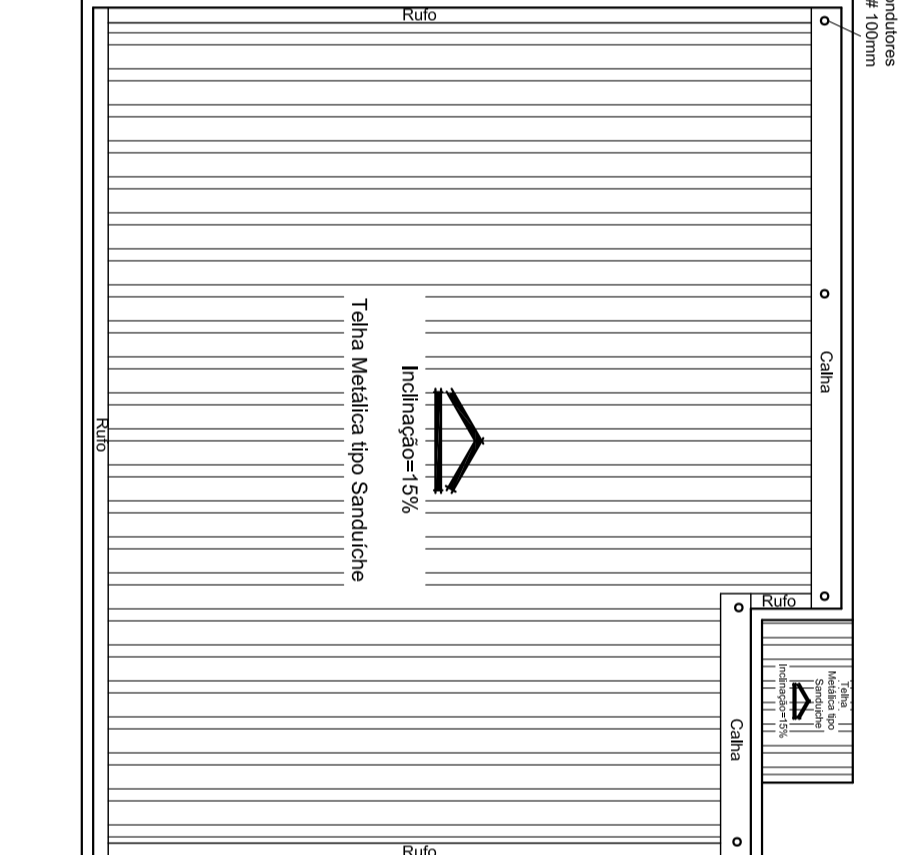 Rufo
ondutores
# 100mm
Calha
Telha Metálica tipo Sanduíche
Inclinação=15%
Rufo
Rufo
Telha
Metálica tipo
Sanduíche
Inclinação=15%
Calha
Rufo